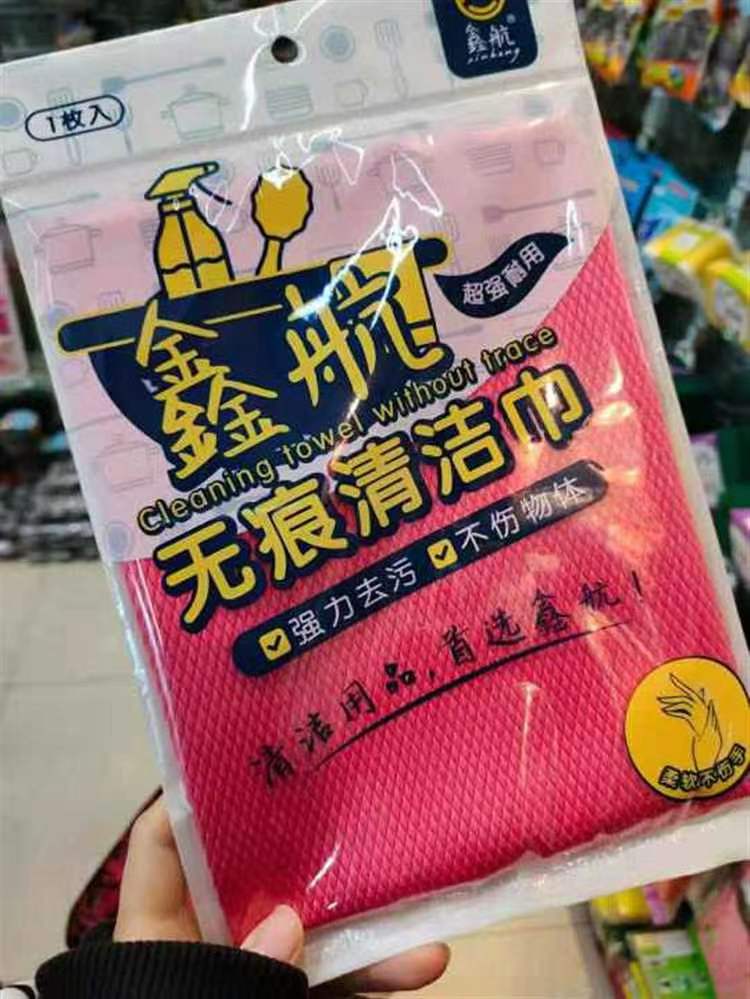 鑫航®
xinhang
1枚入
超强耐用
鑫航
Cleaning towel without trace
无痕清洁巾
强力去污 不伤物体
清洁用品,首选鑫航!
柔软不伤手